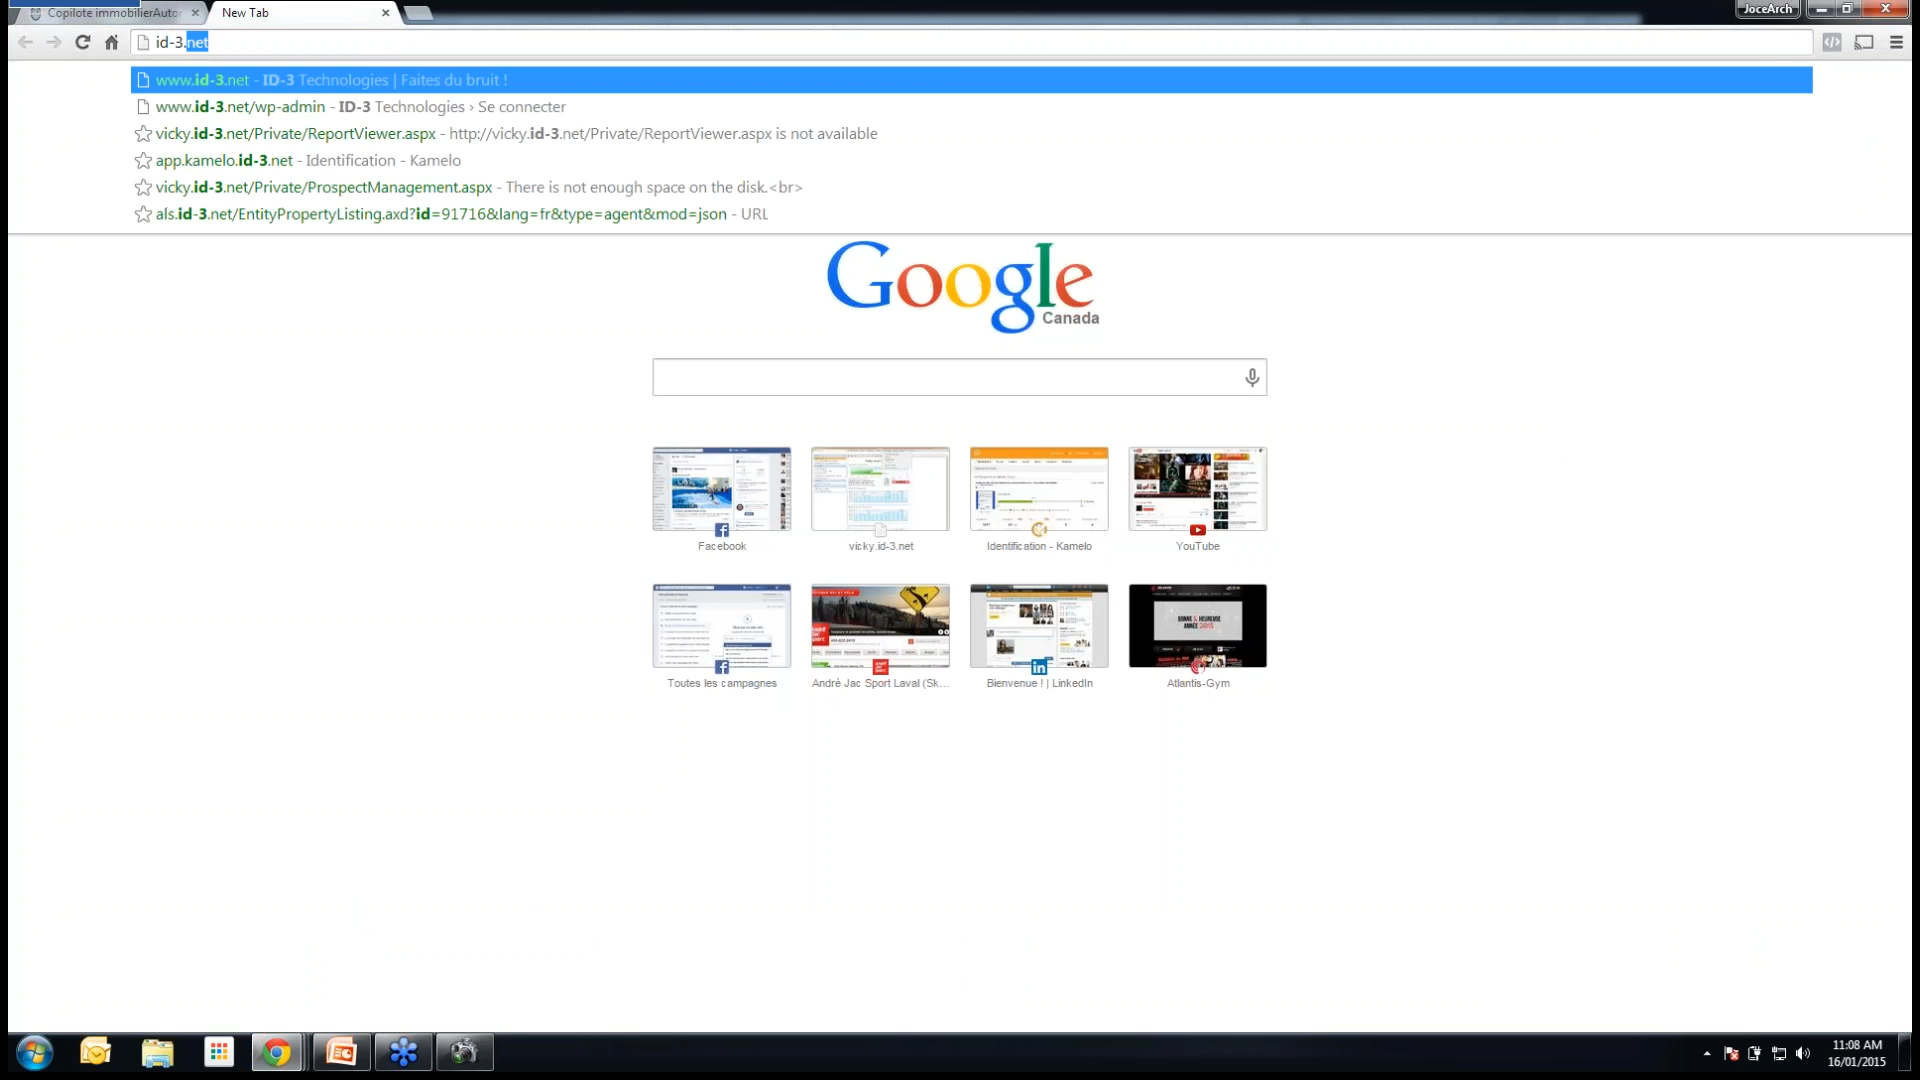 Copilote immobilierAuto
New Tab
JoceArch
id-3.net
www.id-3.net - ID-3 Technologies | Faites du bruit !
www.id-3.net/wp-admin - ID-3 Technologies › Se connecter
vicky.id-3.net/Private/ReportViewer.aspx - http://vicky.id-3.net/Private/ReportViewer.aspx is not available
app.kamelo.id-3.net - Identification - Kamelo
vicky.id-3.net/Private/ProspectManagement.aspx - There is not enough space on the disk.<br>
als.id-3.net/EntityPropertyListing.axd?id=91716&lang=fr&type=agent&mod=json - URL
Google
Canada
Facebook
vicky.id-3.net
Identification - Kamelo
YouTube
DONNE & HEUREUSE
ANNÉE 2015
Toutes les campagnes
André Jac Sport Laval (Sk...
Bienvenue ! | LinkedIn
Atlantis-Gym
11:08 AM
16/01/2015